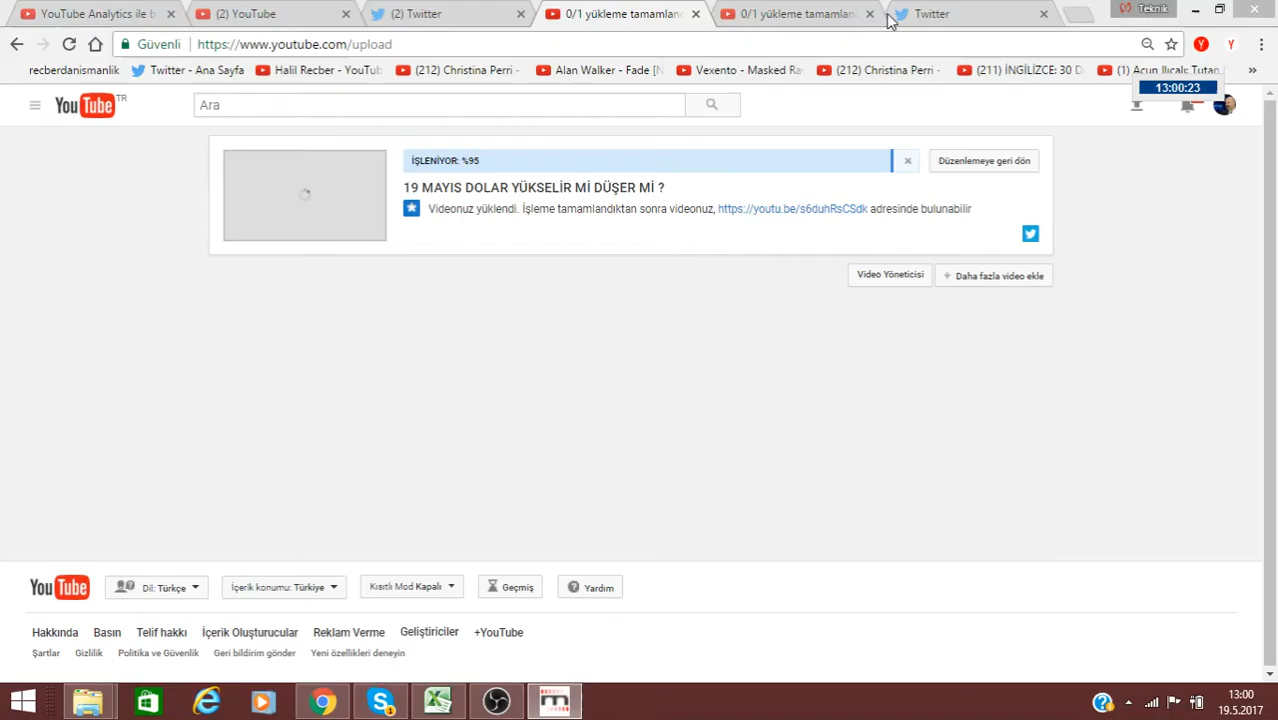 YouTube Analytics ile b
(2) YouTube
(2) Twitter
0/1 yükleme tamamlan
0/1 yükleme tamamlan
Twitter
Teknik
Güvenli
https://www.youtube.com/upload
recberdanismanlik
Twitter - Ana Sayfa
Halil Recber - YouTub
(212) Christina Perri -
Alan Walker - Fade [N
Vexento - Masked Ra
(212) Christina Perri -
(211) İNGİLİZCE: 30 D
(1) Acun Ilıcalı: Tutan
»
13:00:23
YouTube TR
Ara
İŞLENİYOR: %95
Düzenlemeye geri dön
19 MAYIS DOLAR YÜKSELİR Mİ DÜŞER Mİ ?
Videonuz yüklendi. İşleme tamamlandıktan sonra videonuz, https://youtu.be/s6duhRsCSdk adresinde bulunabilir
Video Yöneticisi
+ Daha fazla video ekle
YouTube
Dil: Türkçe
İçerik konumu: Türkiye
Kısıtlı Mod Kapalı
Geçmiş
Yardım
Hakkında Basın Telif hakkı İçerik Oluşturucular Reklam Verme Geliştiriciler +YouTube
Şartlar Gizlilik Politika ve Güvenlik Geri bildirim gönder Yeni özellikleri deneyin
13:00
19.5.2017